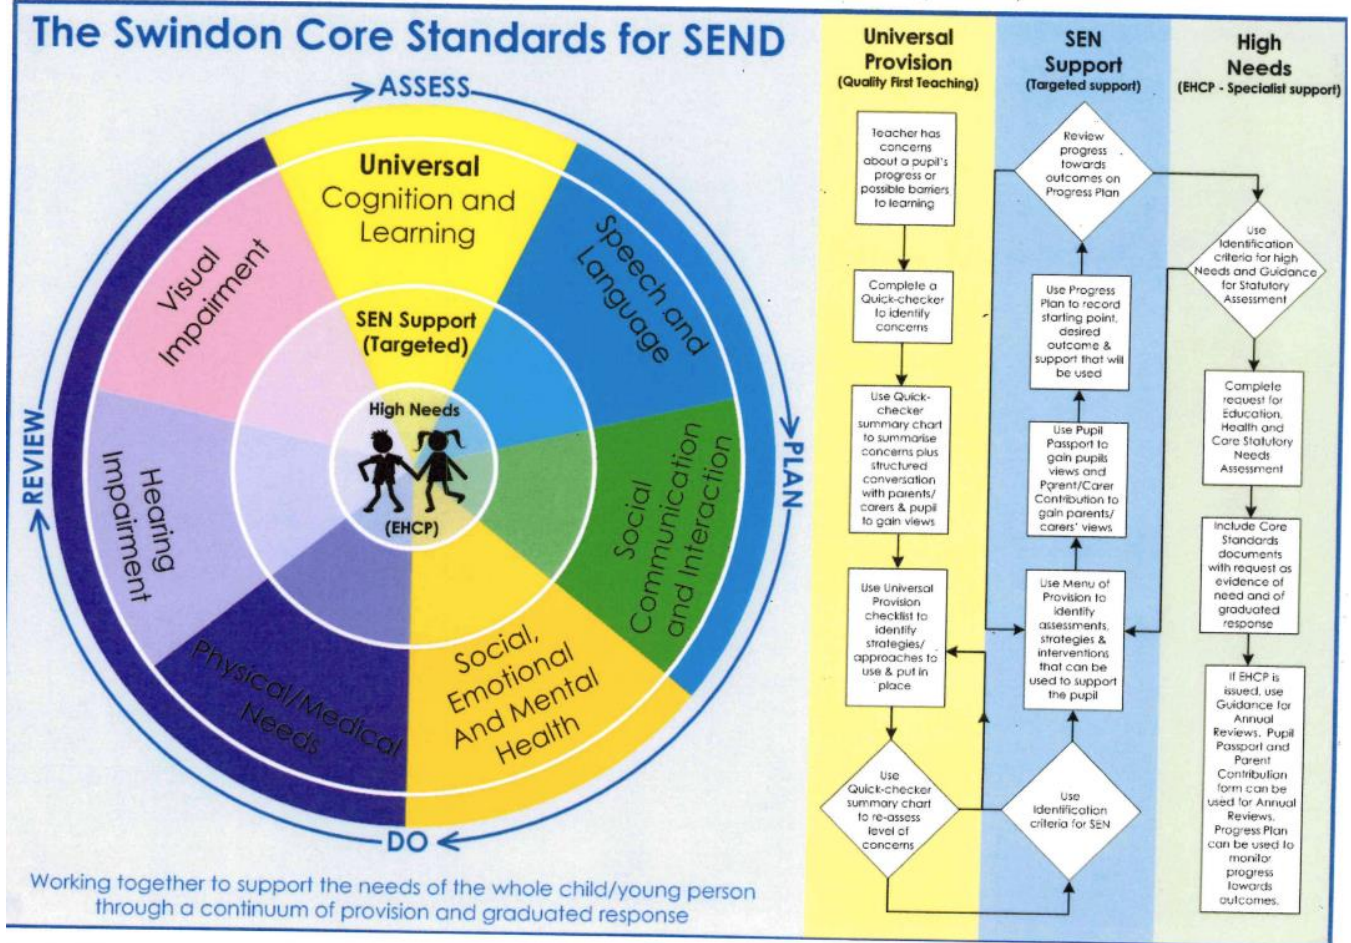 The Swindon Core Standards for SEND
ASSESS
PLAN
DO
REVIEW
Universal
Cognition and
Learning
Speech and
Language
Social
Communication
and Interaction
Social,
Emotional
And Mental
Health
Physical/Medical
Needs
Hearing
Impairment
Visual
Impairment
SEN Support
(Targeted)
High Needs
(EHCP)
Working together to support the needs of the whole child/young person
through a continuum of provision and graduated response
Universal
Provision
(Quality First Teaching)
Teacher has
concerns
about a pupil's
progress or
possible barriers
to learning
Complete a
Quick-checker
to identify
concerns
Use Quick-
checker
summary chart
to summarise
concerns plus
structured
conversation
with parents/
carers & pupil
to gain views
Use Universal
Provision
checklist to
identify
strategies/
approaches to
use & put in
place
Use
Quick-checker
summary chart
to re-assess
level of
concerns
SEN
Support
(Targeted support)
Review
progress
towards
outcomes on
Progress Plan
Use Progress
Plan to record
starting point,
desired
outcome &
support that will
be used
Use Pupil
Passport to
gain pupils
views and
Parent/Carer
Contribution to
gain parents/
carers' views
Use Menu of
Provision to
identify
assessments,
strategies &
interventions
that can be
used to support
the pupil
Use
Identification
criteria for SEN
High
Needs
(EHCP - Specialist support)
Use
Identification
criteria for high
Needs and Guidance
for Statutory
Assessment
Complete
request for
Education,
Health and
Care Statutory
Needs
Assessment
Include Core
Standards
documents
with request as
evidence of
need and of
graduated
response
If EHCP is
issued, use
Guidance for
Annual
Reviews. Pupil
Passport and
Parent
Contribution
form can be
used for Annual
Reviews.
Progress Plan
can be used to
monitor
progress
towards
outcomes.